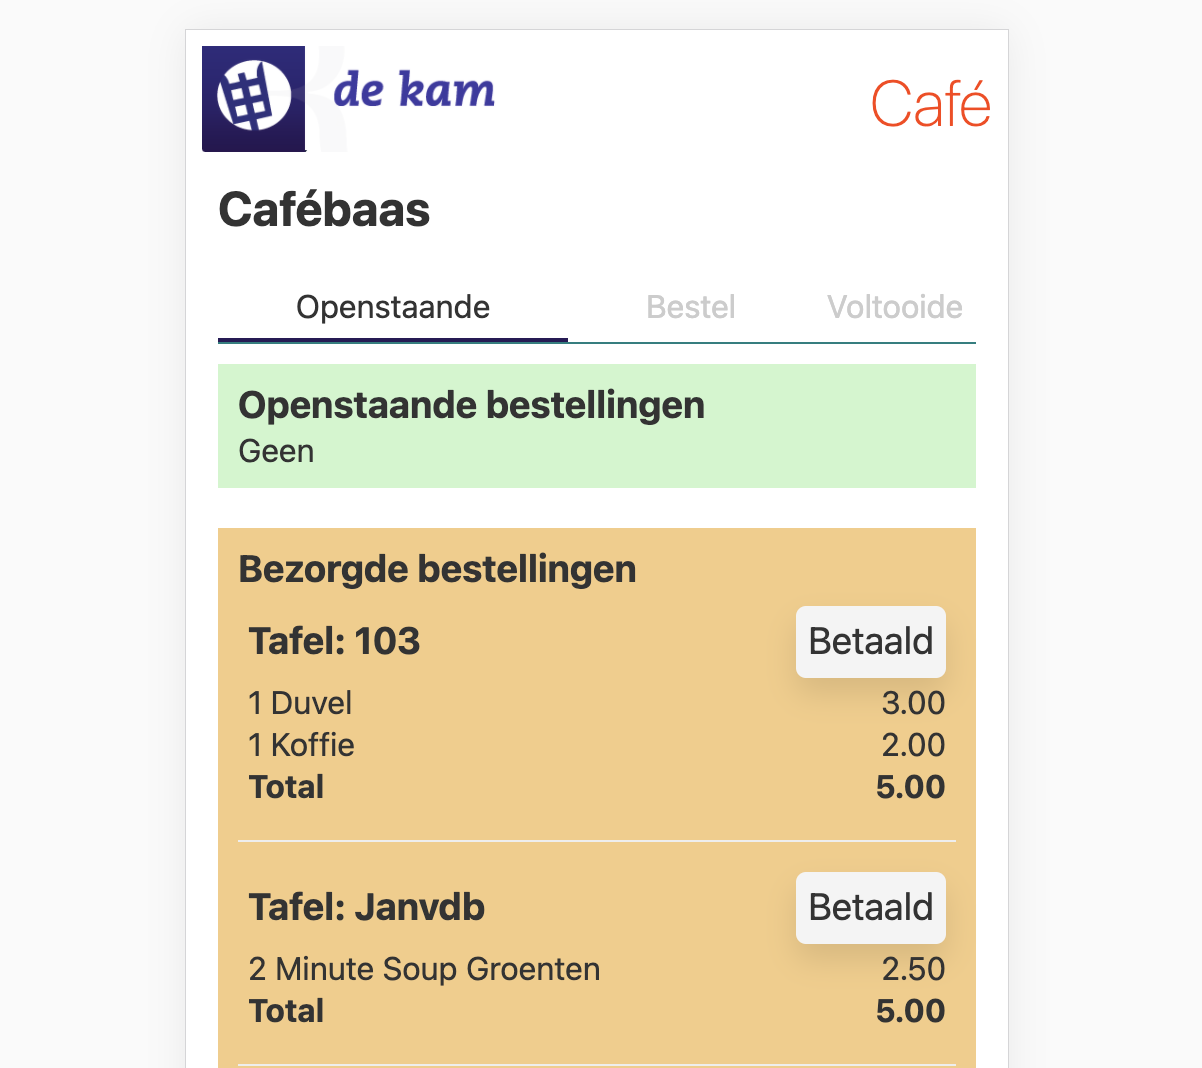 de kam
Café
Cafébaas
Openstaande Bestel Voltooide
Openstaande bestellingen
Geen
Bezorgde bestellingen
Tafel: 103 Betaald
1 Duvel 3.00
1 Koffie 2.00
Total 5.00
Tafel: Janvdb Betaald
2 Minute Soup Groenten 2.50
Total 5.00